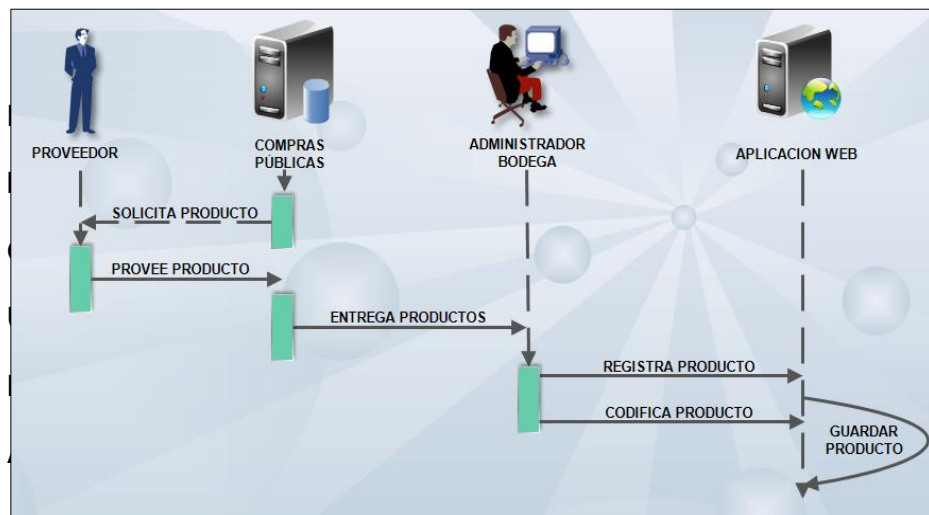 PROVEEDOR
COMPRAS
PÚBLICAS
ADMINISTRADOR
BODEGA
APLICACION WEB
SOLICITA PRODUCTO
PROVEE PRODUCTO
ENTREGA PRODUCTOS
REGISTRA PRODUCTO
CODIFICA PRODUCTO
GUARDAR
PRODUCTO